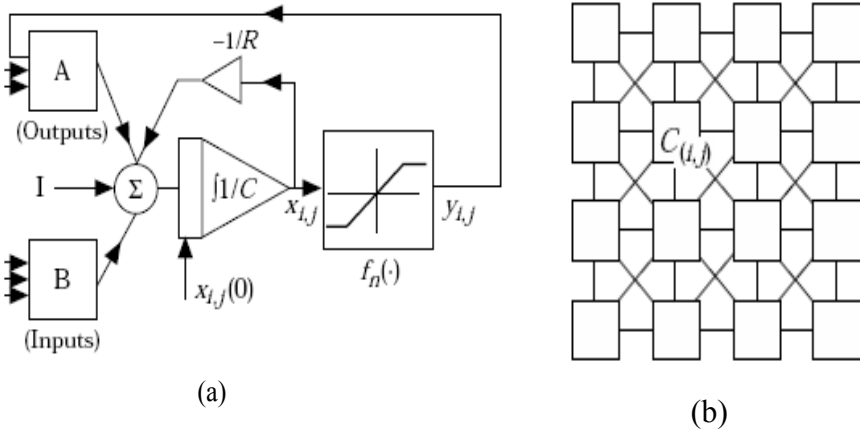 A
(Outputs)
−1/R
I
Σ
∫1/C
x_{i,j}
y_{i,j}
f_n(·)
x_{i,j}(0)
B
(Inputs)
(a)
C_{(i,j)}
(b)